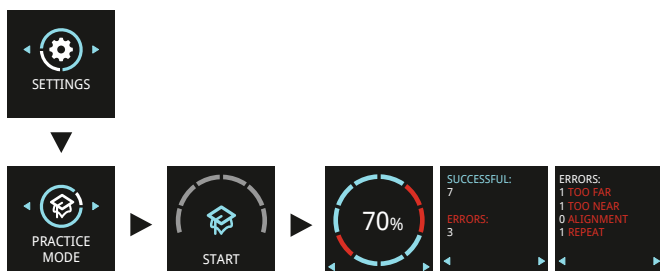 SETTINGS
PRACTICE
MODE
START
70%
SUCCESSFUL:
7
ERRORS:
3
ERRORS:
1 TOO FAR
1 TOO NEAR
0 ALIGNMENT
1 REPEAT